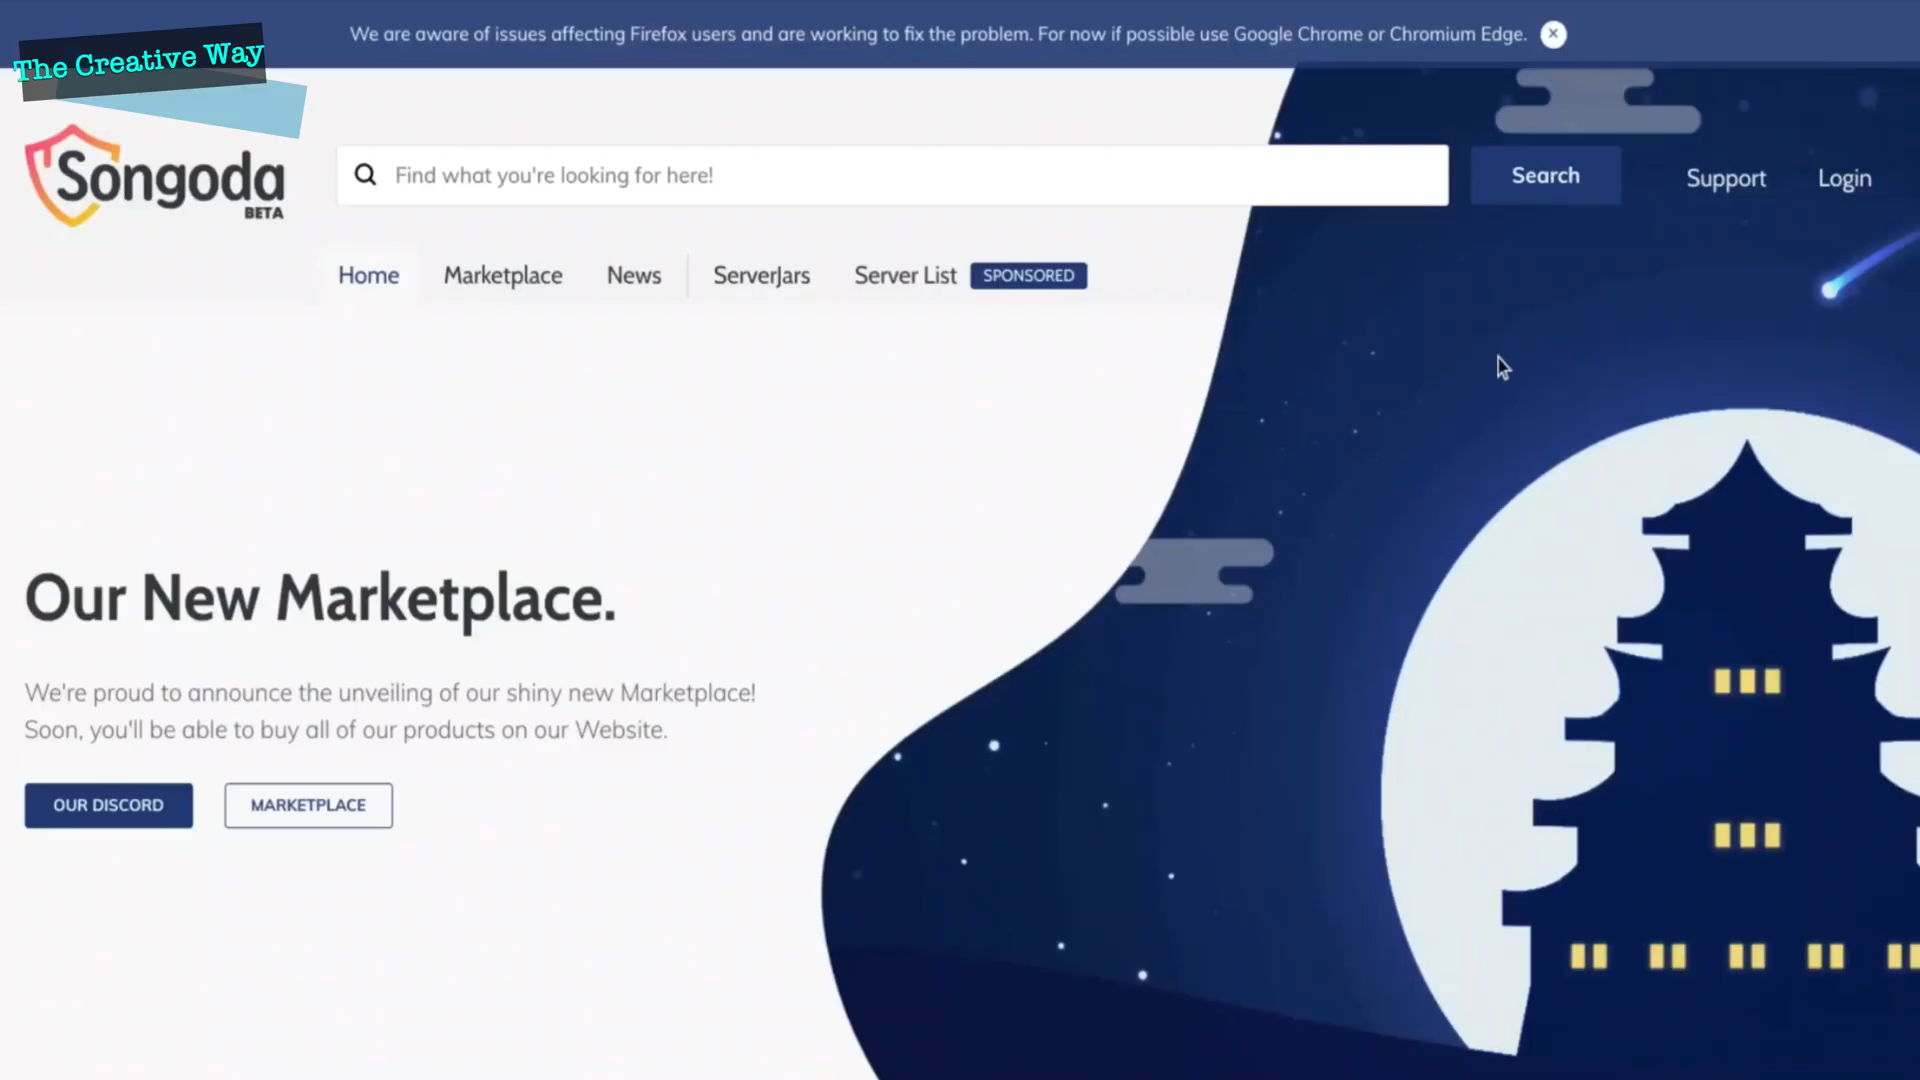 We are aware of issues affecting Firefox users and are working to fix the problem. For now if possible use Google Chrome or Chromium Edge.
The Creative Way
Songoda
BETA
Find what you're looking for here!
Search
Support
Login
Home
Marketplace
News
ServerJars
Server List
SPONSORED
Our New Marketplace.
We're proud to announce the unveiling of our shiny new Marketplace!
Soon, you'll be able to buy all of our products on our Website.
OUR DISCORD
MARKETPLACE